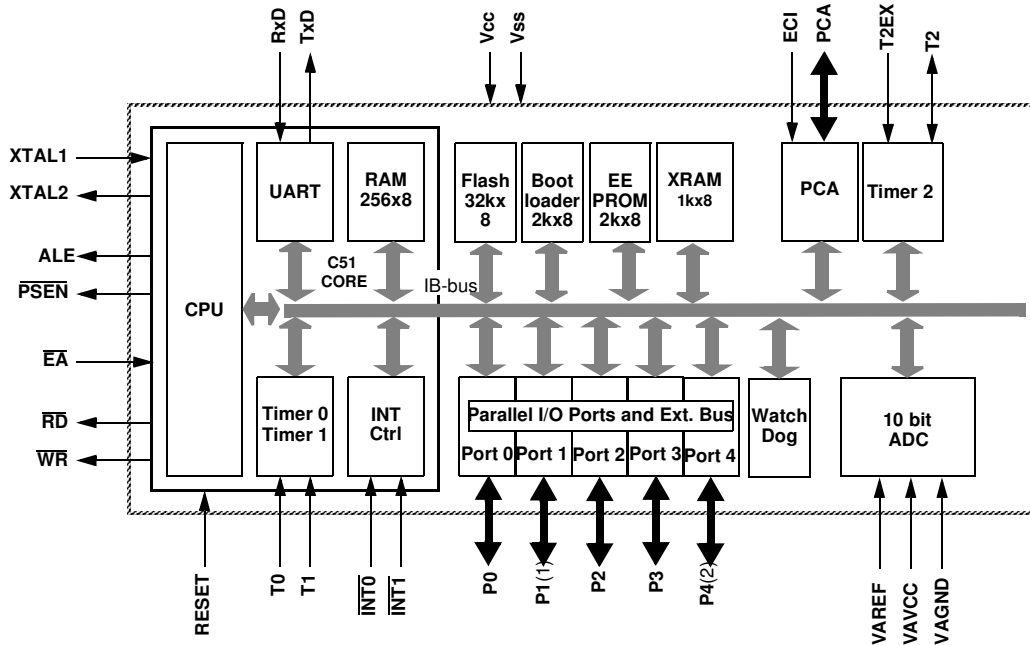 RxD
TxD
Vcc
Vss
ECI
PCA
T2EX
T2
XTAL1
XTAL2
ALE
PSEN
EA
RD
WR
CPU
UART
RAM
256x8
C51
CORE
IB-bus
Flash
32kx
8
Boot
loader
2kx8
EE
PROM
2kx8
XRAM
1kx8
PCA
Timer 2
Timer 0
Timer 1
INT
Ctrl
Parallel I/O Ports and Ext. Bus
Port 0
Port 1
Port 2
Port 3
Port 4
Watch
Dog
10 bit
ADC
RESET
T0
T1
INT0
INT1
P0
P1(1)
P2
P3
P4(2)
VAREF
VAVCC
VAGND